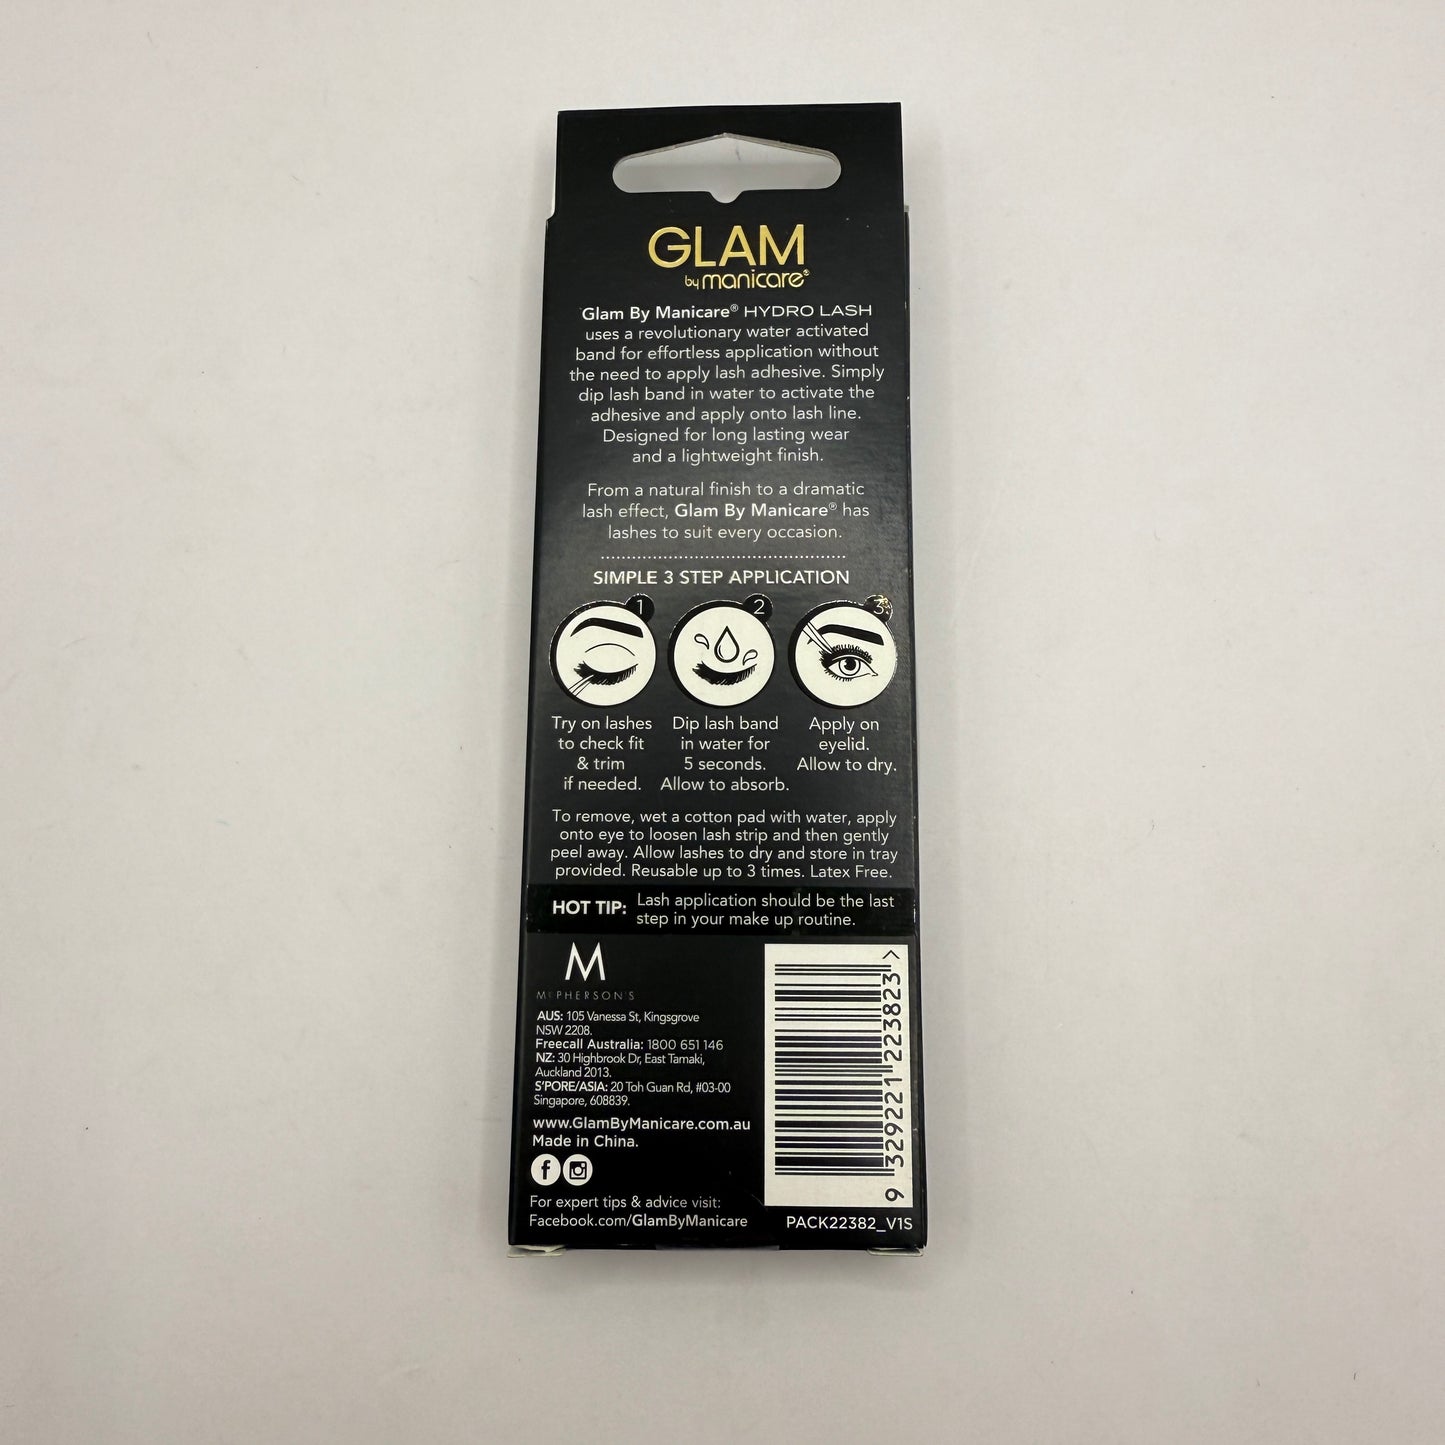 GLAM
by manicare®
Glam By Manicare® HYDRO LASH
uses a revolutionary water activated
band for effortless application without
the need to apply lash adhesive. Simply
dip lash band in water to activate the
adhesive and apply onto lash line.
Designed for long lasting wear
and a lightweight finish.
From a natural finish to a dramatic
lash effect, Glam By Manicare® has
lashes to suit every occasion.
SIMPLE 3 STEP APPLICATION
1
2
3
Try on lashes
to check fit
& trim
if needed.
Dip lash band
in water for
5 seconds.
Allow to absorb.
Apply on
eyelid.
Allow to dry.
To remove, wet a cotton pad with water, apply
onto eye to loosen lash strip and then gently
peel away. Allow lashes to dry and store in tray
provided. Reusable up to 3 times. Latex Free.
HOT TIP: Lash application should be the last
step in your make up routine.
M
McPHERSON'S
AUS: 105 Vanessa St, Kingsgrove
NSW 2208.
Freecall Australia: 1800 651 146
NZ: 30 Highbrook Dr, East Tamaki,
Auckland 2013.
S'PORE/ASIA: 20 Toh Guan Rd, #03-00
Singapore, 608839.
www.GlamByManicare.com.au
Made in China.
f
For expert tips & advice visit:
Facebook.com/GlamByManicare
9 329221 223823 >
PACK22382_V1S